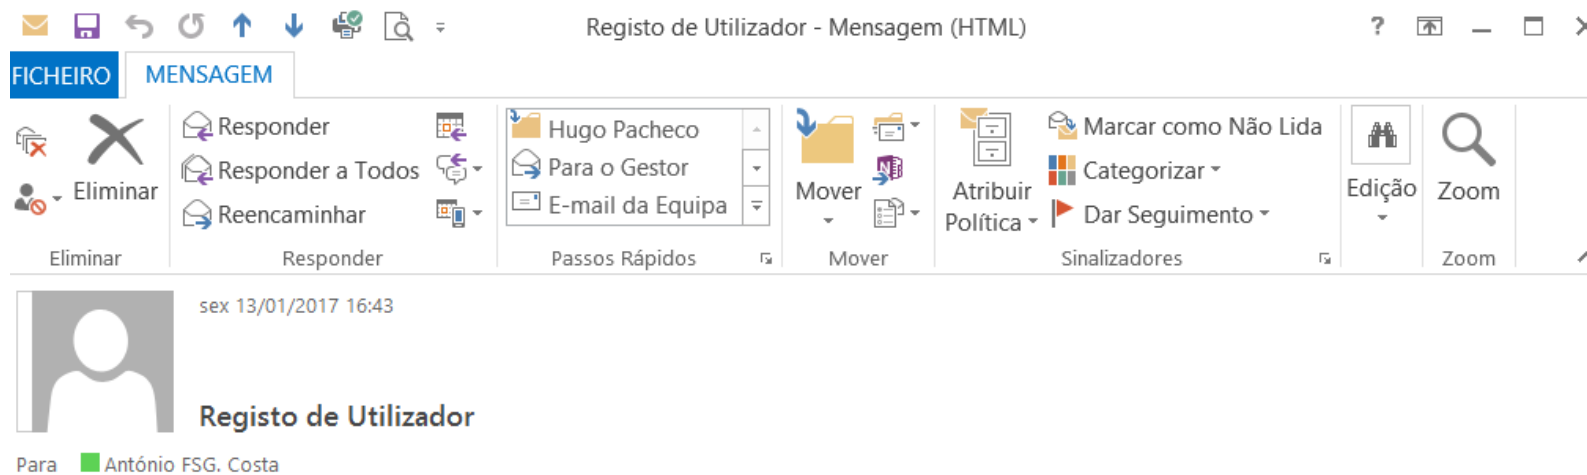 Registo de Utilizador - Mensagem (HTML)
FICHEIRO MENSAGEM
Eliminar
Responder
Responder a Todos
Reencaminhar
Hugo Pacheco
Para o Gestor
E-mail da Equipa
Mover
Atribuir
Política
Marcar como Não Lida
Categorizar
Dar Seguimento
Edição
Zoom
Eliminar Responder Passos Rápidos Mover Sinalizadores Zoom
sex 13/01/2017 16:43
Registo de Utilizador
Para António FSG. Costa